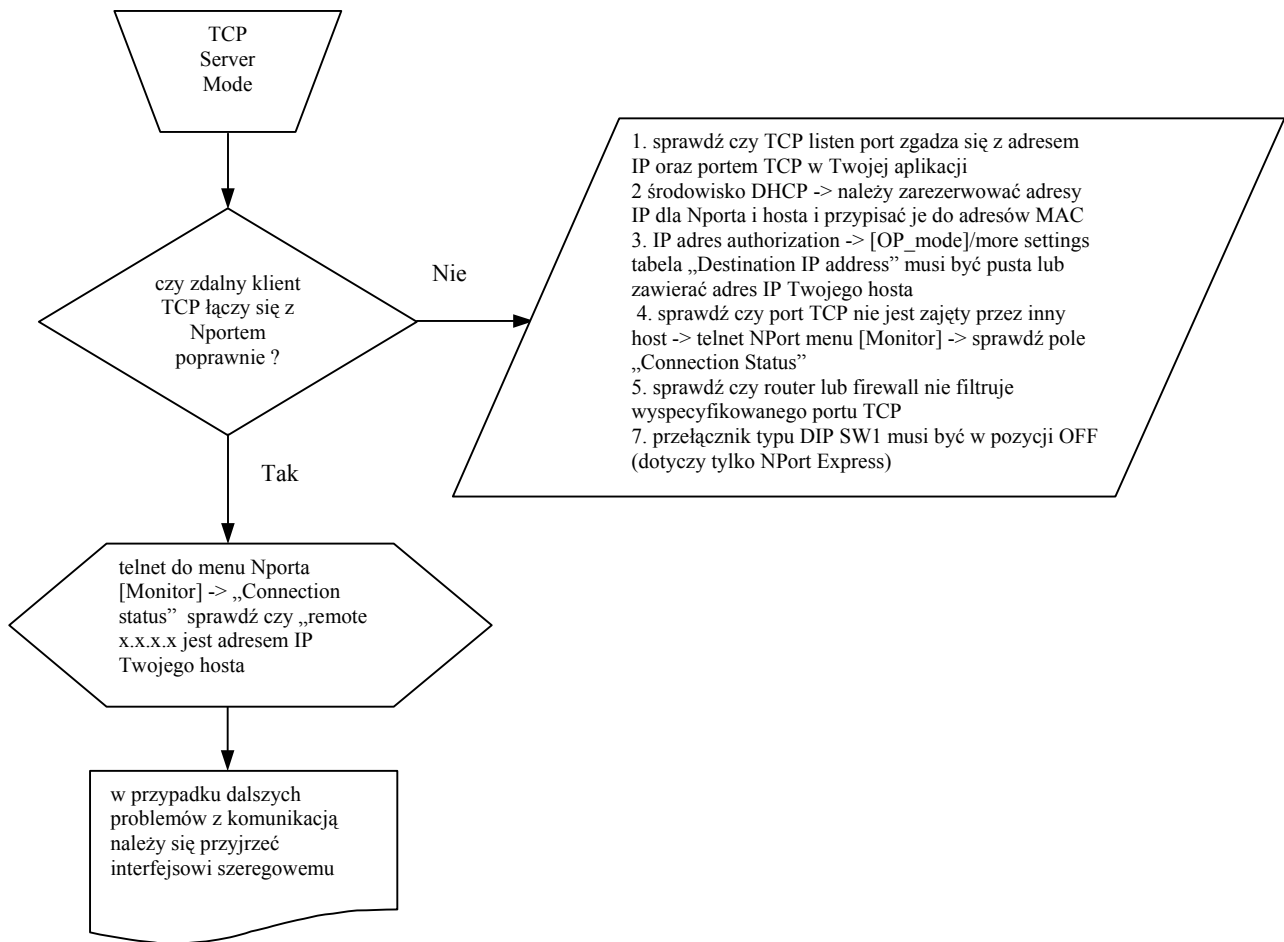 TCP
Server
Mode
czy zdalny klient
TCP łączy się z
Nportem
poprawnie ?
Nie
1. sprawdź czy TCP listen port zgadza się z adresem
IP oraz portem TCP w Twojej aplikacji
2 środowisko DHCP -> należy zarezerwować adresy
IP dla Nporta i hosta i przypisać je do adresów MAC
3. IP adres authorization -> [OP_mode]/more settings
tabela „Destination IP address” musi być pusta lub
zawierać adres IP Twojego hosta
4. sprawdź czy port TCP nie jest zajęty przez inny
host -> telnet NPort menu [Monitor] -> sprawdź pole
„Connection Status”
5. sprawdź czy router lub firewall nie filtruje
wyspecyfikowanego portu TCP
7. przełącznik typu DIP SW1 musi być w pozycji OFF
(dotyczy tylko NPort Express)
Tak
telnet do menu Nporta
[Monitor] -> „Connection
status” sprawdź czy „remote
x.x.x.x jest adresem IP
Twojego hosta
w przypadku dalszych
problemów z komunikacją
należy się przyjrzeć
interfejsowi szeregowemu